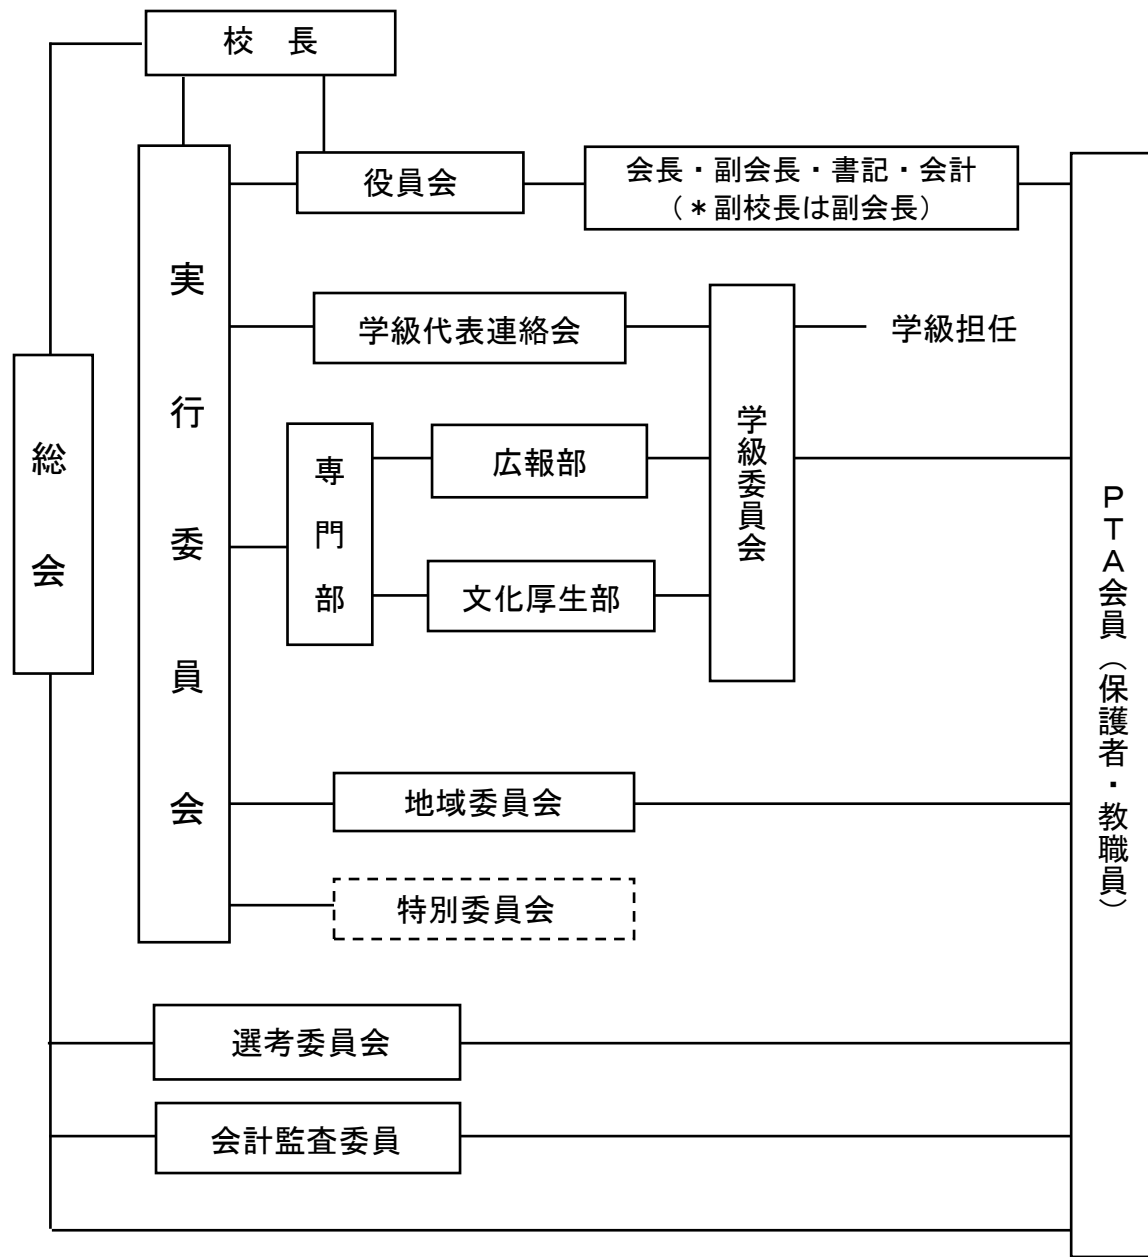 校　長
役員会
会長・副会長・書記・会計
（＊副校長は副会長）
実行委員会
学級代表連絡会
学級担任
総会
専門部
広報部
学級委員会
文化厚生部
ＰＴＡ会員（保護者・教職員）
地域委員会
特別委員会
選考委員会
会計監査委員